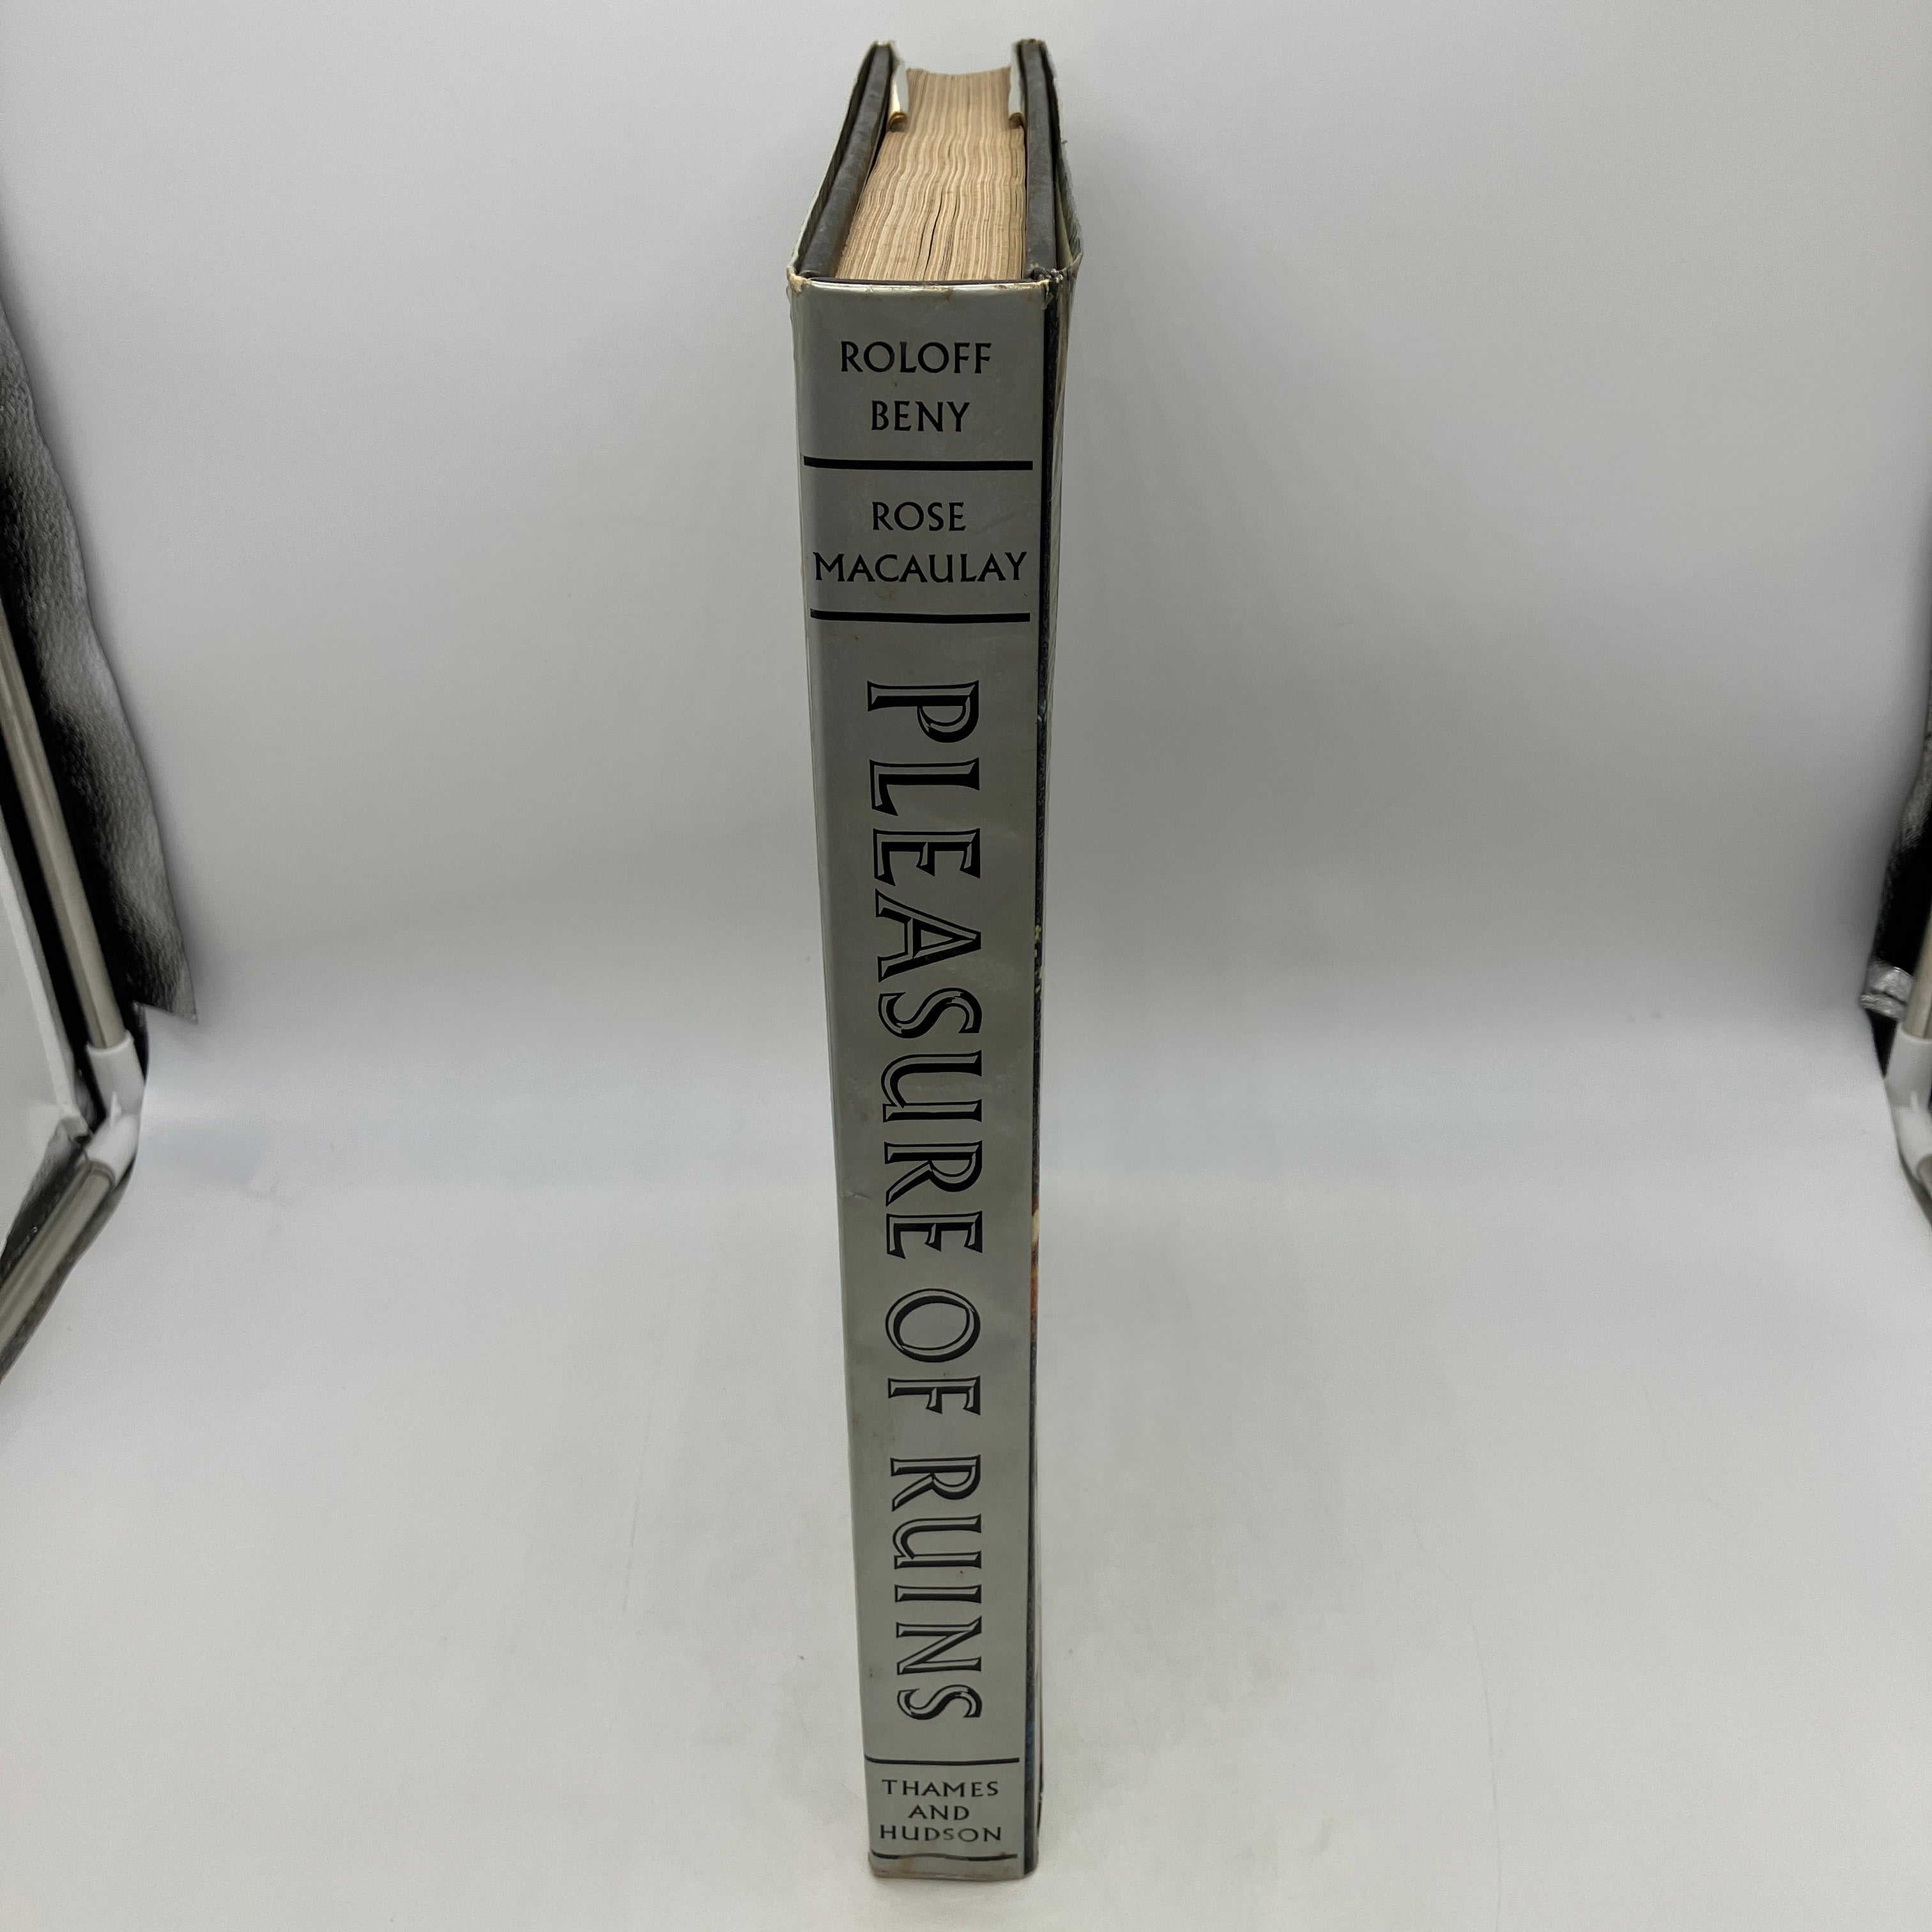 ROLOFF
BENY
ROSE
MACAULAY
PLEASURE OF RUINS
THAMES
AND
HUDSON